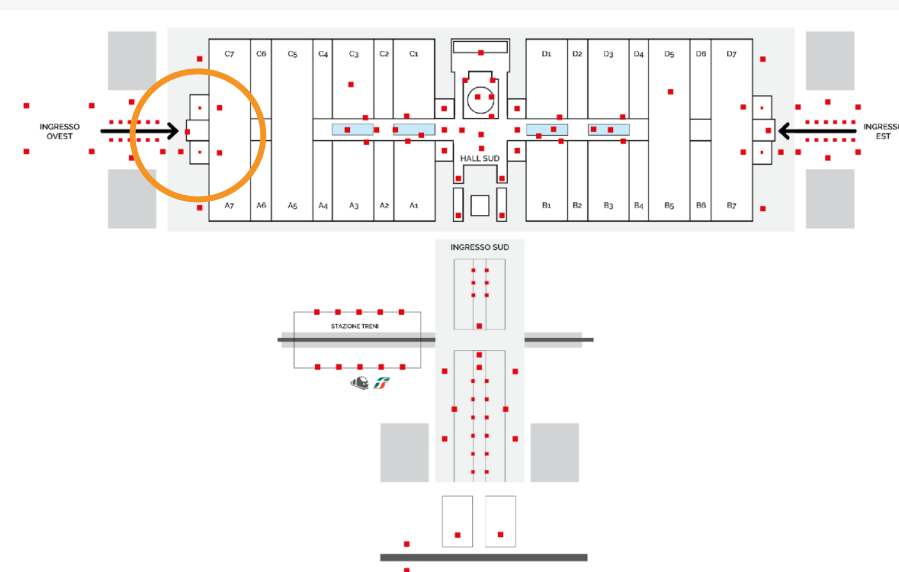 C7 C6 C5 C4 C3 C2 C1 D1 D2 D3 D4 D5 D6 D7
INGRESSO
OVEST
INGRESSO
EST
HALL SUD
A7 A6 A5 A4 A3 A2 A1 B1 B2 B3 B4 B5 B6 B7
INGRESSO SUD
STAZIONE TRENI